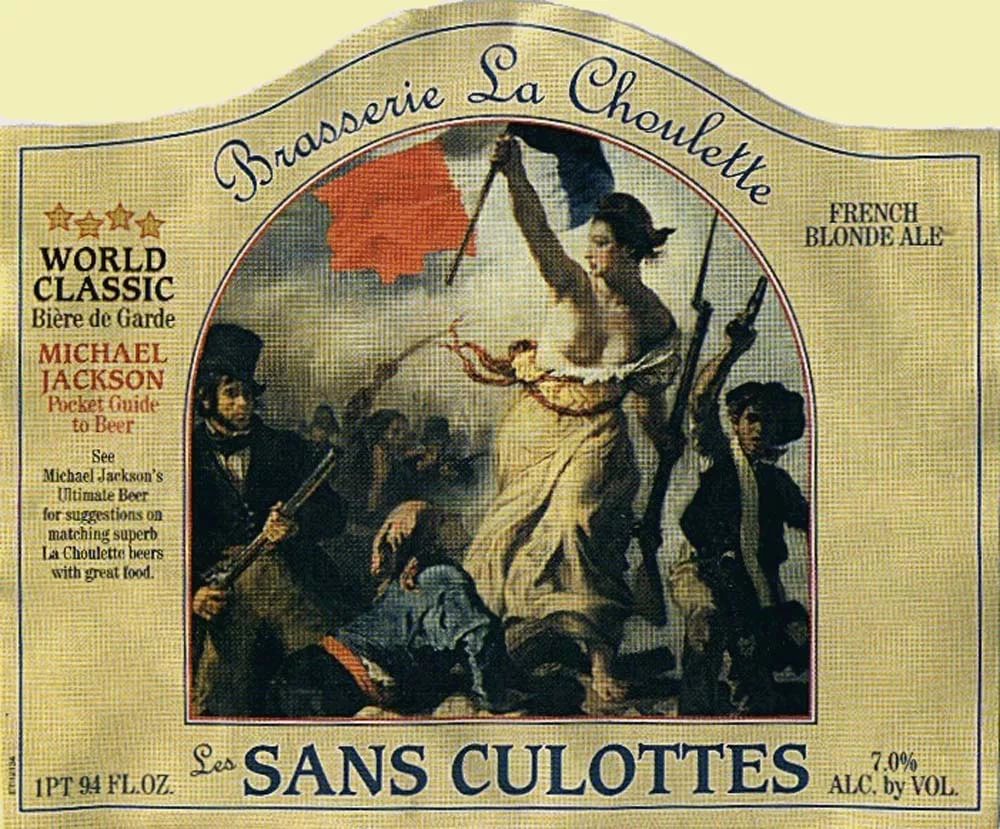 Brasserie La Choulette
WORLD
CLASSIC
Bière de Garde
MICHAEL
JACKSON
Pocket Guide
to Beer
See
Michael Jackson's
Ultimate Beer
for suggestions on
matching superb
La Choulette beers
with great food.
FRENCH
BLONDE ALE
Les SANS CULOTTES
1PT 9.4 FL.OZ.
7.0%
ALC. by VOL.